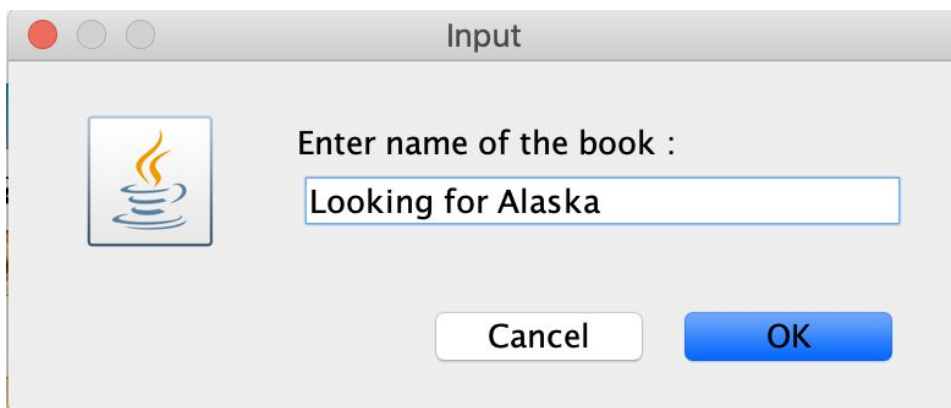 Input
Enter name of the book :
Looking for Alaska
Cancel
OK